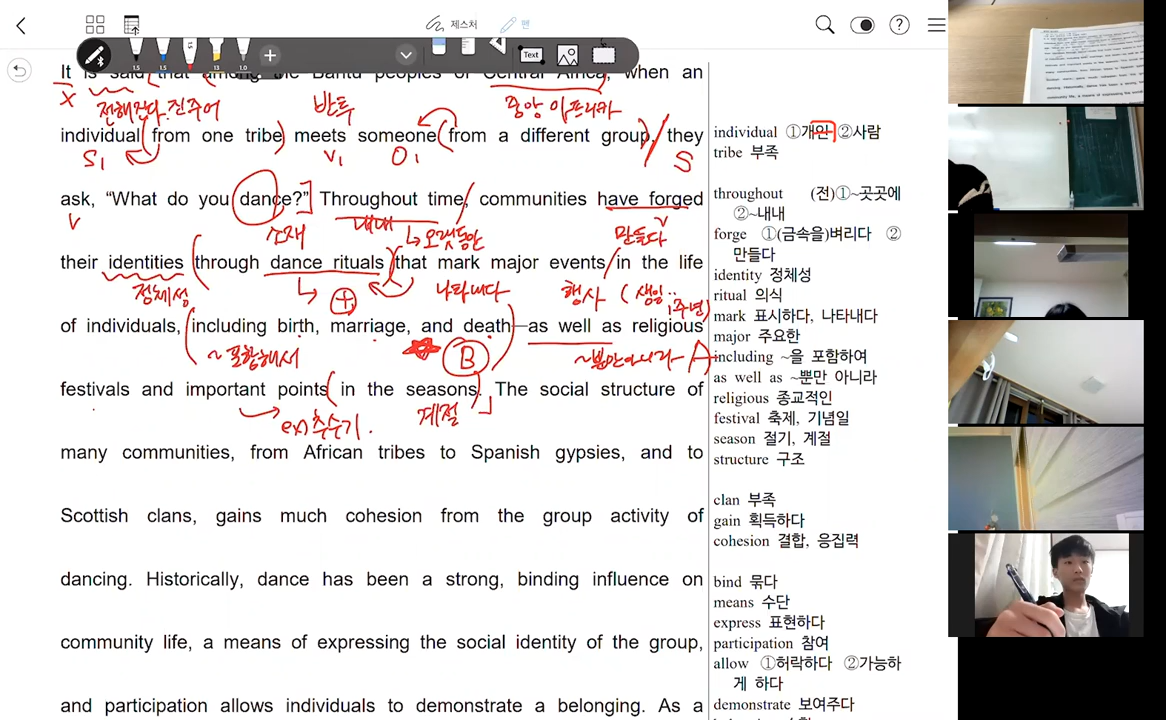 제스처
펜
Text
1.5
1.5
1.5
13
1.0
It is said that among the Bantu peoples of Central Africa, when an
X 전해진다. 진주어 반투 중앙 아프리카
individual (from one tribe) meets someone (from a different group), / they
S₁ V₁ O₁ S
ask, “What do you dance?”] Throughout time, / communities have forged
V 소재 내내 ↳ 오랫동안 만들다 V
their identities (through dance rituals) that mark major events / in the life
정체성 ↳ + 나타내다 행사 (생일, 주년)
of individuals, (including birth, marriage, and death)—as well as religious
~포함해서 B ~뿐만아니라 A
festivals and important points (in the seasons). The social structure of
ex) 추수기. 계절
many communities, from African tribes to Spanish gypsies, and to
Scottish clans, gains much cohesion from the group activity of
dancing. Historically, dance has been a strong, binding influence on
community life, a means of expressing the social identity of the group,
and participation allows individuals to demonstrate a belonging. As a
individual ①개인 ②사람
tribe 부족
throughout (전)①~곳곳에
②~내내
forge ①(금속을)벼리다 ②
만들다
identity 정체성
ritual 의식
mark 표시하다, 나타내다
major 주요한
including ~을 포함하여
as well as ~뿐만 아니라
religious 종교적인
festival 축제, 기념일
season 절기, 계절
structure 구조
clan 부족
gain 획득하다
cohesion 결합, 응집력
bind 묶다
means 수단
express 표현하다
participation 참여
allow ①허락하다 ②가능하
게 하다
demonstrate 보여주다